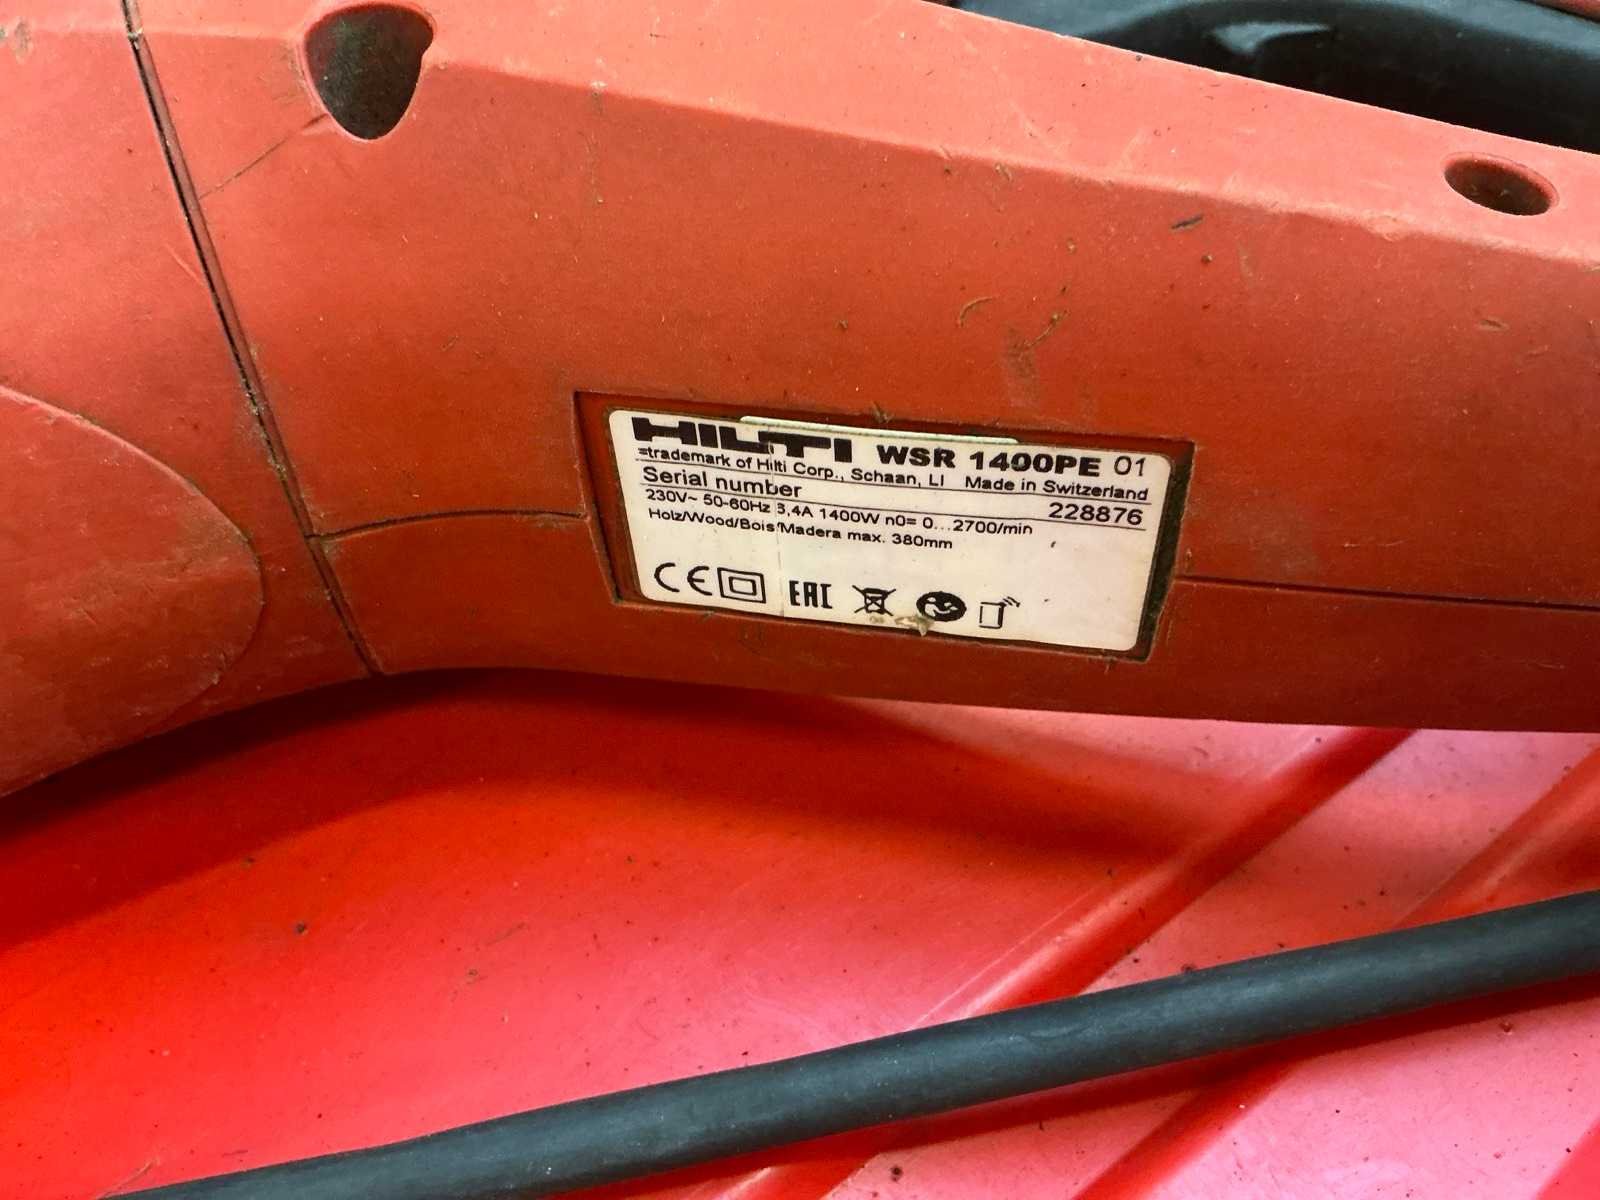 HILTI WSR 1400PE 01
=trademark of Hilti Corp., Schaan, LI Made in Switzerland
Serial number 228876
230V~ 50-60Hz 6,4A 1400W n0= 0...2700/min
Holz/Wood/Bois/Madera max. 380mm
CE EAC